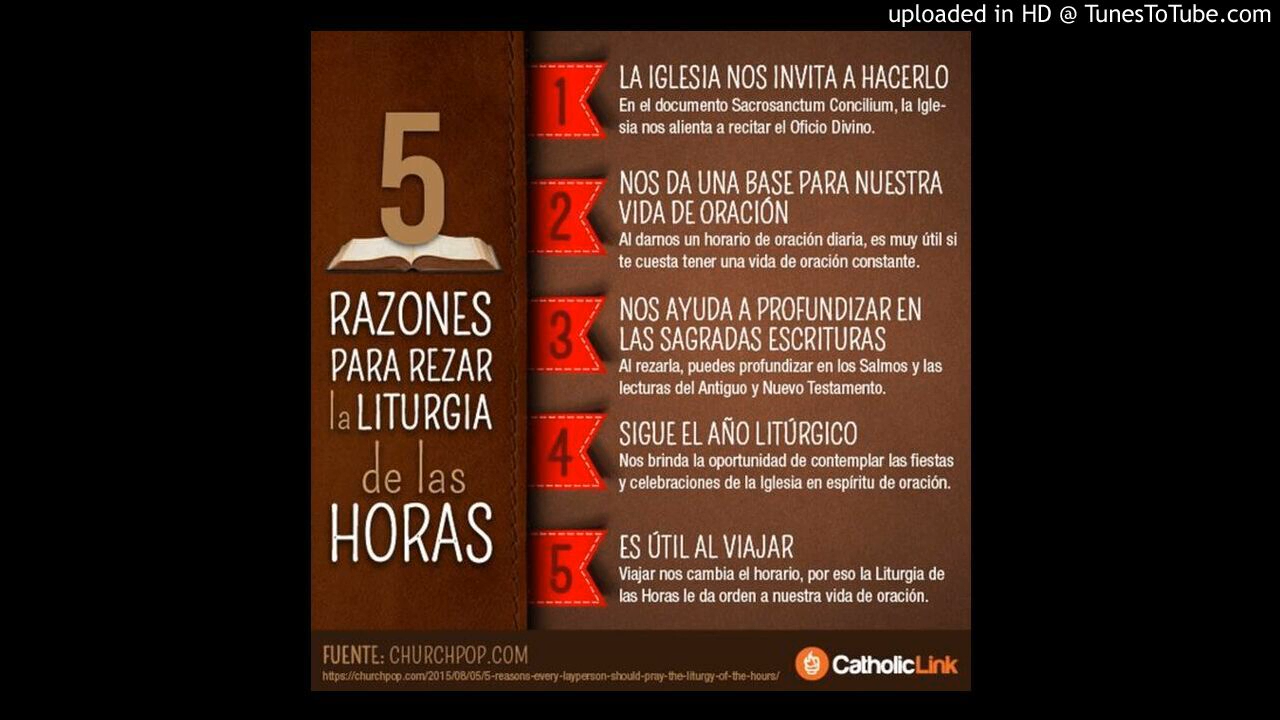 uploaded in HD @ TunesToTube.com
5
RAZONES
PARA REZAR
la LITURGIA
de las
HORAS
1
LA IGLESIA NOS INVITA A HACERLO
En el documento Sacrosanctum Concilium, la Igle-
sia nos alienta a recitar el Oficio Divino.
2
NOS DA UNA BASE PARA NUESTRA
VIDA DE ORACIÓN
Al darnos un horario de oración diaria, es muy útil si
te cuesta tener una vida de oración constante.
3
NOS AYUDA A PROFUNDIZAR EN
LAS SAGRADAS ESCRITURAS
Al rezarla, puedes profundizar en los Salmos y las
lecturas del Antiguo y Nuevo Testamento.
4
SIGUE EL AÑO LITÚRGICO
Nos brinda la oportunidad de contemplar las fiestas
y celebraciones de la Iglesia en espíritu de oración.
5
ES ÚTIL AL VIAJAR
Viajar nos cambia el horario, por eso la Liturgia de
las Horas le da orden a nuestra vida de oración.
FUENTE: CHURCHPOP.COM
https://churchpop.com/2015/08/05/5-reasons-every-layperson-should-pray-the-liturgy-of-the-hours/
CatholicLink